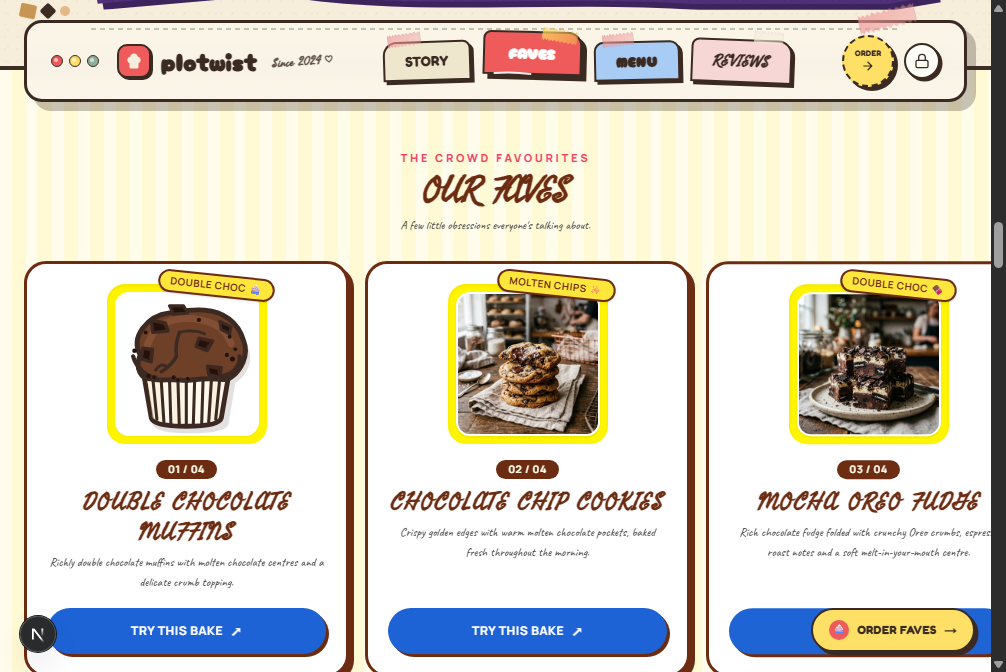 plotwist
Since 2024 ♡
STORY
FAVES
MENU
REVIEWS
ORDER
→
THE CROWD FAVOURITES
OUR FAVES
A few little obsessions everyone's talking about.
DOUBLE CHOC 🧁
01 / 04
DOUBLE CHOCOLATE
MUFFINS
Richly double chocolate muffins with molten chocolate centres and a
delicate crumb topping.
TRY THIS BAKE ↗
MOLTEN CHIPS ✨
02 / 04
CHOCOLATE CHIP COOKIES
Crispy golden edges with warm molten chocolate pockets, baked
fresh throughout the morning.
TRY THIS BAKE ↗
DOUBLE CHOC 🍫
03 / 04
MOCHA OREO FUDGE
Rich chocolate fudge folded with crunchy Oreo crumbs, espres
roast notes and a soft melt-in-your-mouth centre.
N
ORDER FAVES →